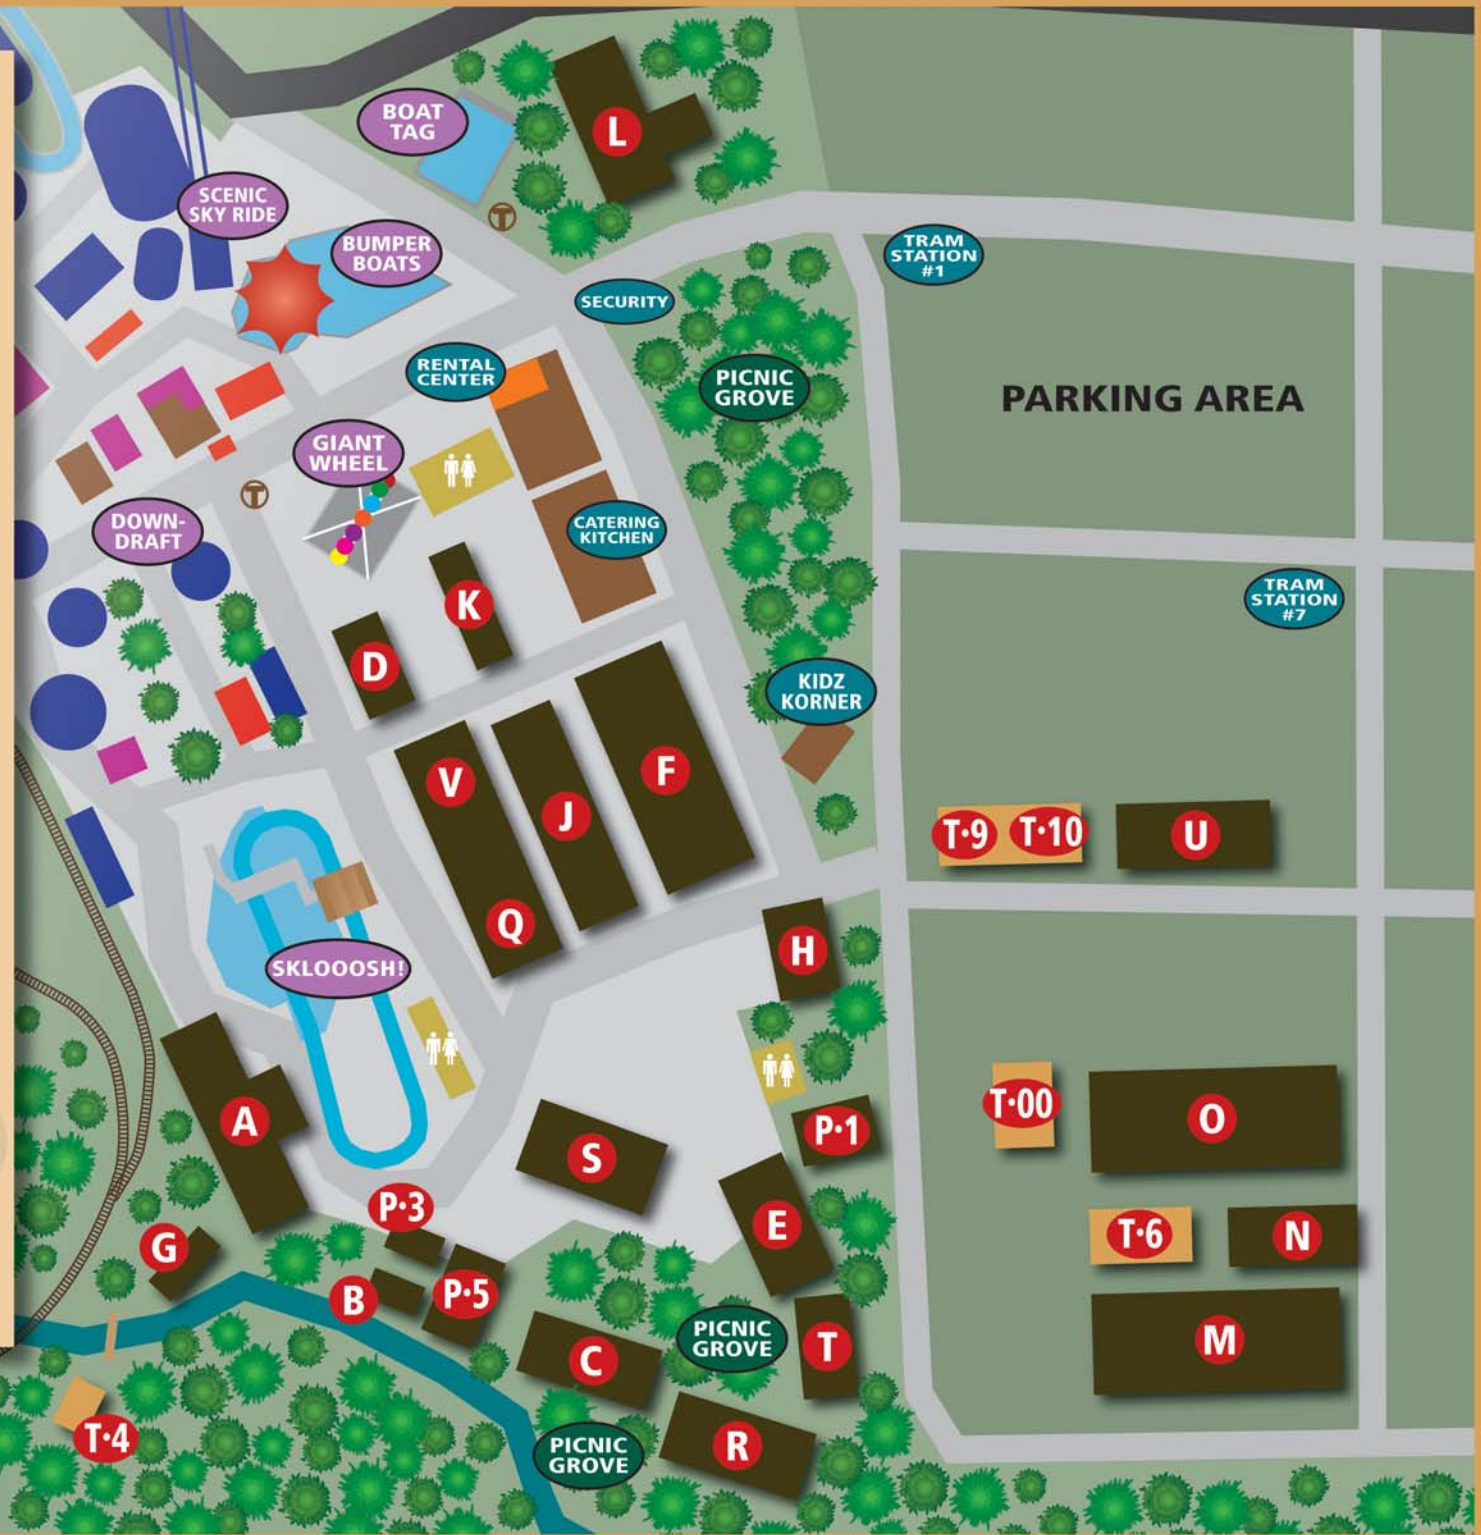 BOAT
TAG
L
SCENIC
SKY RIDE
T
BUMPER
BOATS
TRAM
STATION
#1
SECURITY
RENTAL
CENTER
PICNIC
GROVE
PARKING AREA
GIANT
WHEEL
T
DOWN-
DRAFT
CATERING
KITCHEN
TRAM
STATION
#7
K
D
KIDZ
KORNER
V
J
F
T•9
T•10
U
Q
H
SKLOOOSH!
A
T•00
O
P•1
S
P•3
E
G
T•6
N
B
P•5
PICNIC
GROVE
T
M
C
T•4
PICNIC
GROVE
R